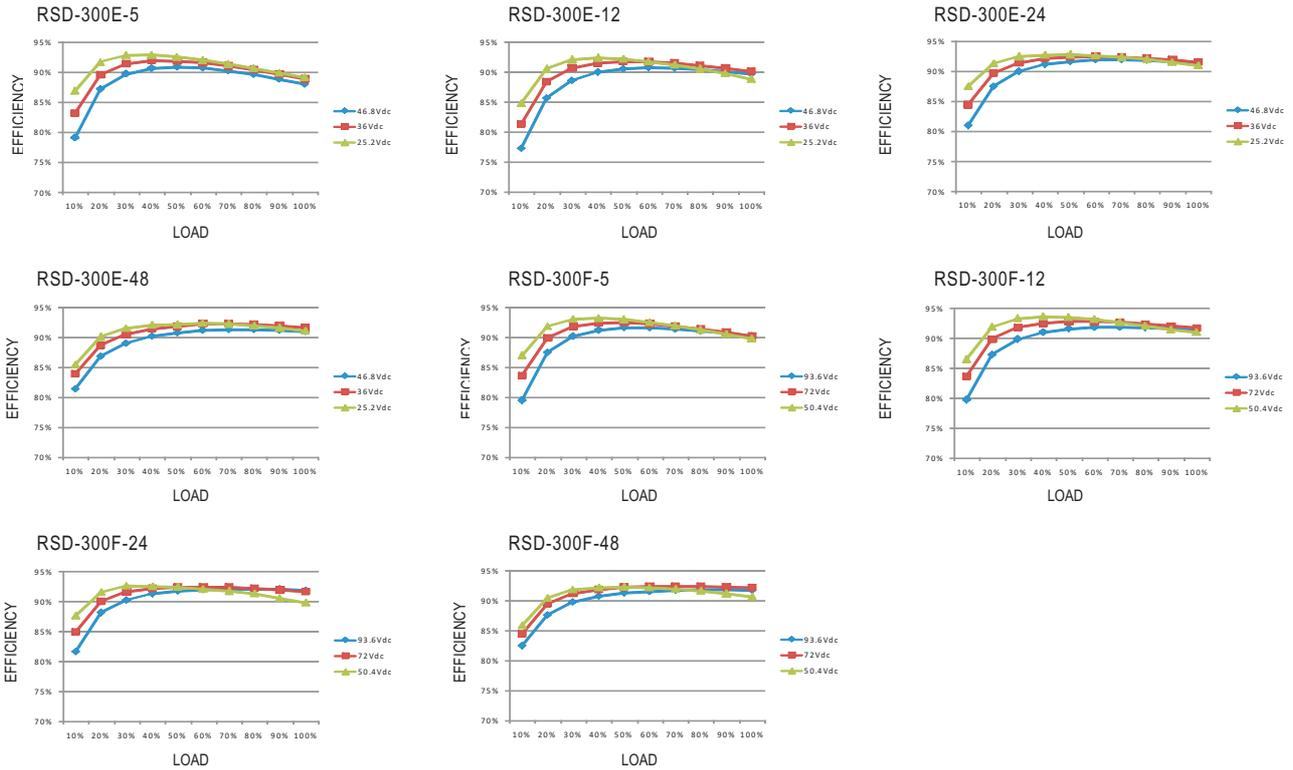 RSD-300E-5
95%
90%
85%
80%
75%
70%
EFFICIENCY
10% 20% 30% 40% 50% 60% 70% 80% 90% 100%
LOAD
46.8Vdc
36Vdc
25.2Vdc
RSD-300E-12
95%
90%
85%
80%
75%
70%
EFFICIENCY
10% 20% 30% 40% 50% 60% 70% 80% 90% 100%
LOAD
46.8Vdc
36Vdc
25.2Vdc
RSD-300E-24
95%
90%
85%
80%
75%
70%
EFFICIENCY
10% 20% 30% 40% 50% 60% 70% 80% 90% 100%
LOAD
46.8Vdc
36Vdc
25.2Vdc
RSD-300E-48
95%
90%
85%
80%
75%
70%
EFFICIENCY
10% 20% 30% 40% 50% 60% 70% 80% 90% 100%
LOAD
46.8Vdc
36Vdc
25.2Vdc
RSD-300F-5
95%
90%
85%
80%
75%
70%
EFFICIENCY
10% 20% 30% 40% 50% 60% 70% 80% 90% 100%
LOAD
93.6Vdc
72Vdc
50.4Vdc
RSD-300F-12
95%
90%
85%
80%
75%
70%
EFFICIENCY
10% 20% 30% 40% 50% 60% 70% 80% 90% 100%
LOAD
93.6Vdc
72Vdc
50.4Vdc
RSD-300F-24
95%
90%
85%
80%
75%
70%
EFFICIENCY
10% 20% 30% 40% 50% 60% 70% 80% 90% 100%
LOAD
93.6Vdc
72Vdc
50.4Vdc
RSD-300F-48
95%
90%
85%
80%
75%
70%
EFFICIENCY
10% 20% 30% 40% 50% 60% 70% 80% 90% 100%
LOAD
93.6Vdc
72Vdc
50.4Vdc